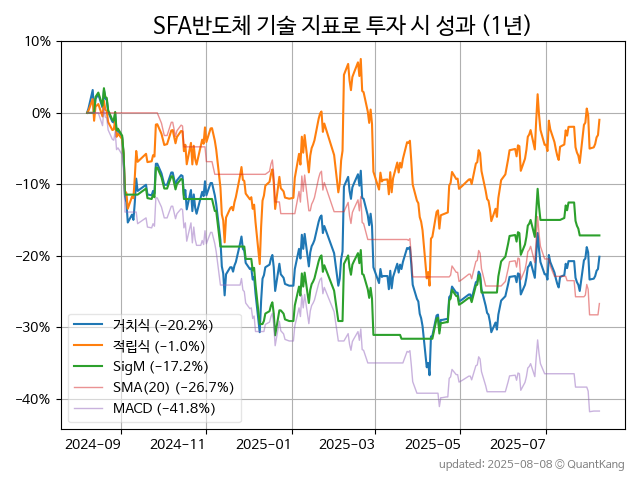 SFA반도체 기술 지표로 투자 시 성과 (1년)
10%
0%
−10%
−20%
−30%
−40%
거치식 (−20.2%)
적립식 (−1.0%)
SigM (−17.2%)
SMA(20) (−26.7%)
MACD (−41.8%)
2024-09
2024-11
2025-01
2025-03
2025-05
2025-07
updated: 2025-08-08 © QuantKang